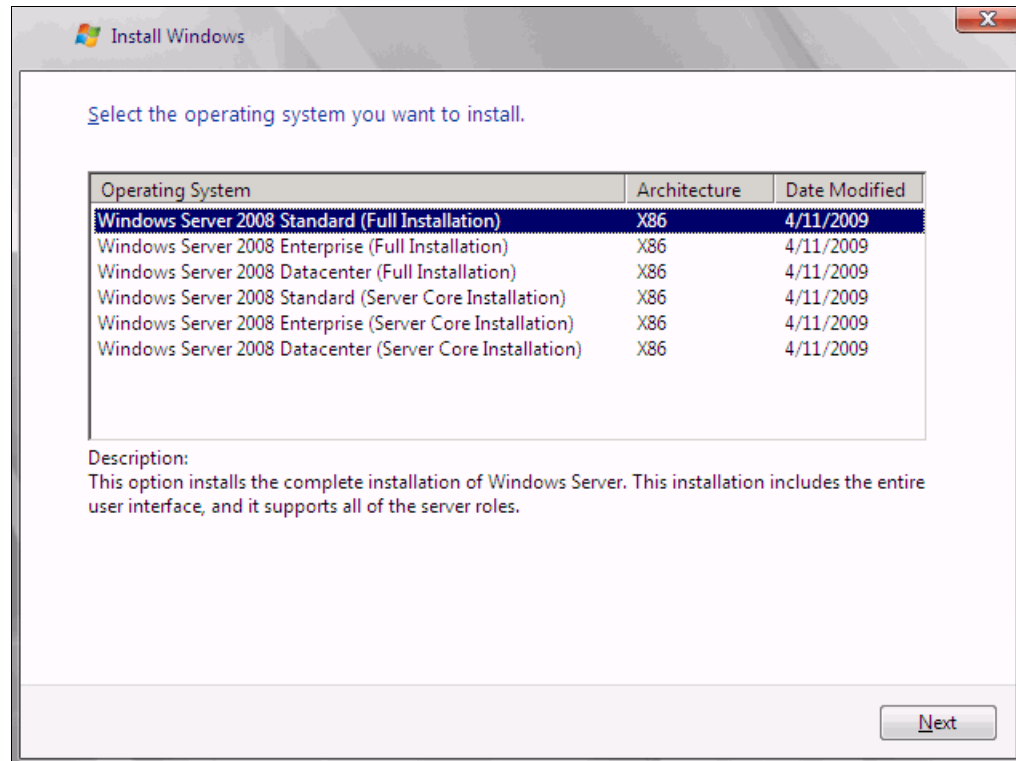 Install Windows
Select the operating system you want to install.
Operating System Architecture Date Modified
Windows Server 2008 Standard (Full Installation) X86 4/11/2009
Windows Server 2008 Enterprise (Full Installation) X86 4/11/2009
Windows Server 2008 Datacenter (Full Installation) X86 4/11/2009
Windows Server 2008 Standard (Server Core Installation) X86 4/11/2009
Windows Server 2008 Enterprise (Server Core Installation) X86 4/11/2009
Windows Server 2008 Datacenter (Server Core Installation) X86 4/11/2009
Description:
This option installs the complete installation of Windows Server. This installation includes the entire
user interface, and it supports all of the server roles.
Next